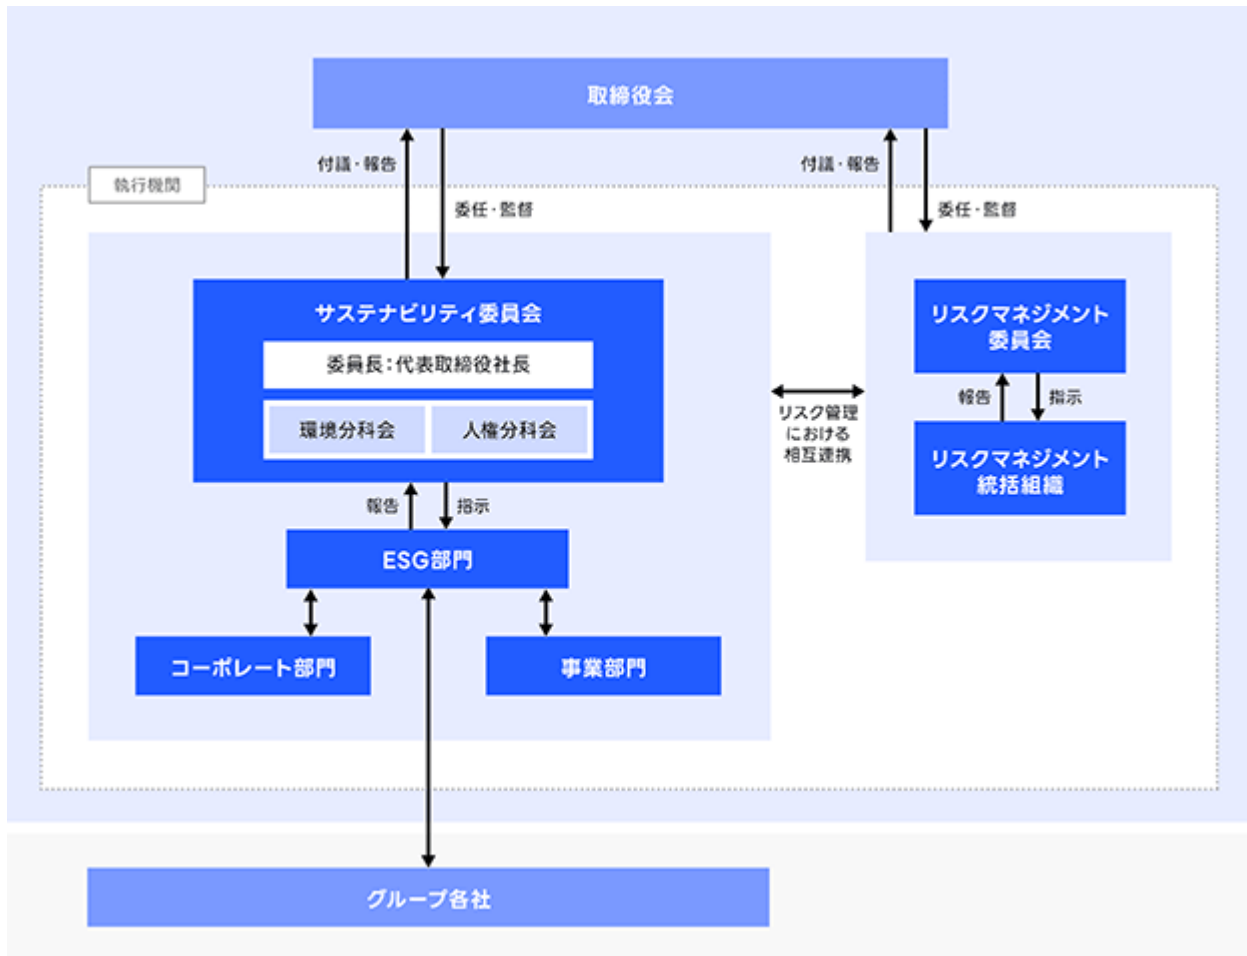 取締役会
付議・報告
付議・報告
執行機関
委任・監督
委任・監督
サステナビリティ委員会
委員長：代表取締役社長
環境分科会
人権分科会
リスクマネジメント
委員会
報告
指示
リスク管理
における
相互連携
リスクマネジメント
統括組織
報告
指示
ESG部門
コーポレート部門
事業部門
グループ各社